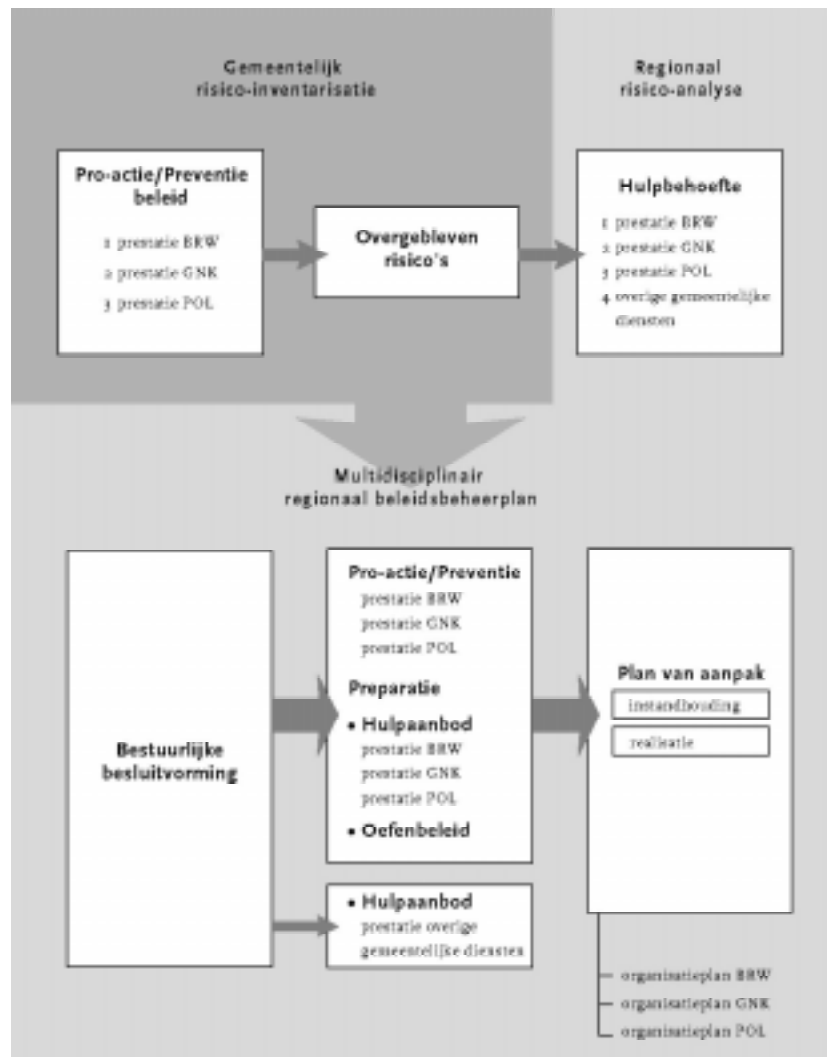 Gemeentelijk
risico-inventarisatie
Regionaal
risico-analyse
Pro-actie/Preventie
beleid
1 prestatie BRW
2 prestatie GNK
3 prestatie POL
Overgebleven
risico's
Hulpbehoefte
1 prestatie BRW
2 prestatie GNK
3 prestatie POL
4 overige gemeentelijke
diensten
Multidisciplinair
regionaal beleidsbeheerplan
Bestuurlijke
besluitvorming
Pro-actie/Preventie
prestatie BRW
prestatie GNK
prestatie POL
Preparatie
• Hulpaanbod
prestatie BRW
prestatie GNK
prestatie POL
• Oefenbeleid
• Hulpaanbod
prestatie overige
gemeentelijke diensten
Plan van aanpak
instandhouding
realisatie
organisatieplan BRW
organisatieplan GNK
organisatieplan POL